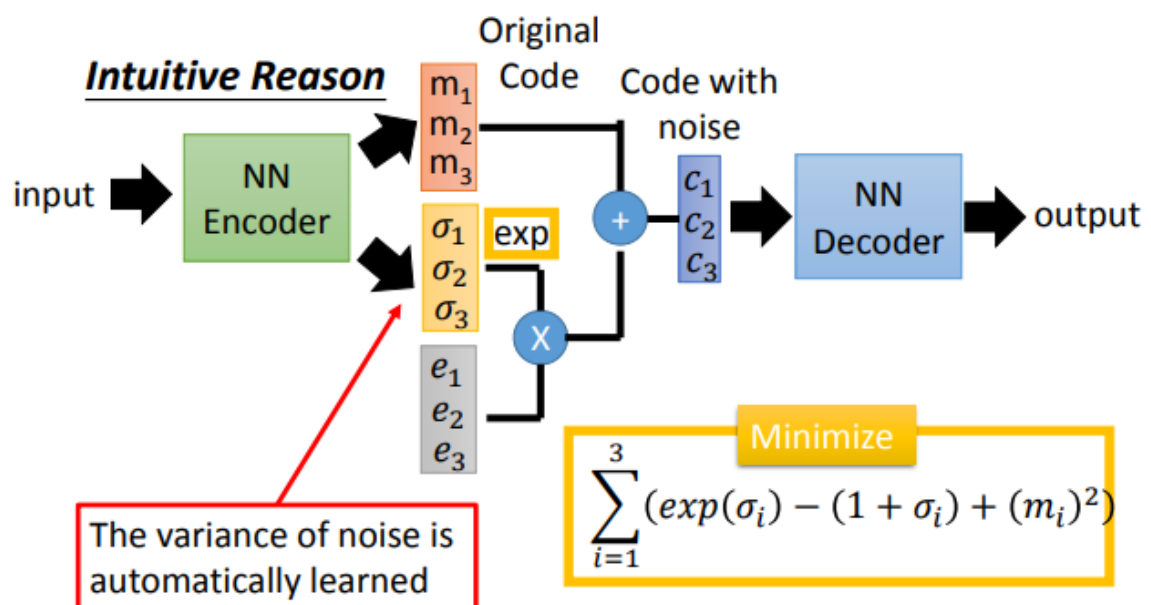 Intuitive Reason
Original
Code
Code with
noise
input
NN
Encoder
m₁
m₂
m₃
σ₁
σ₂
σ₃
exp
e₁
e₂
e₃
X
+
c₁
c₂
c₃
NN
Decoder
output
The variance of noise is
automatically learned
Minimize
∑_{i=1}^{3} (exp(σᵢ) − (1 + σᵢ) + (mᵢ)²)